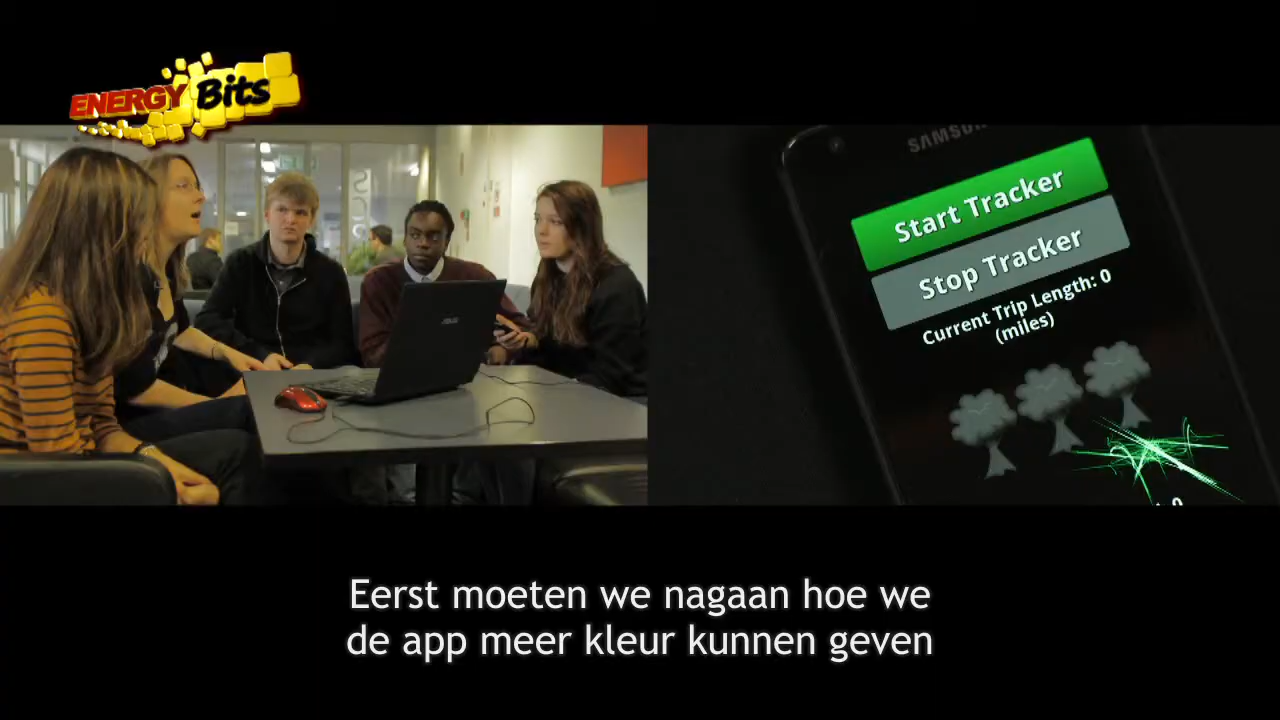 ENERGY Bits
SAMSUNG
Start Tracker
Stop Tracker
Current Trip Length: 0
(miles)
ASUS
Eerst moeten we nagaan hoe we
de app meer kleur kunnen geven